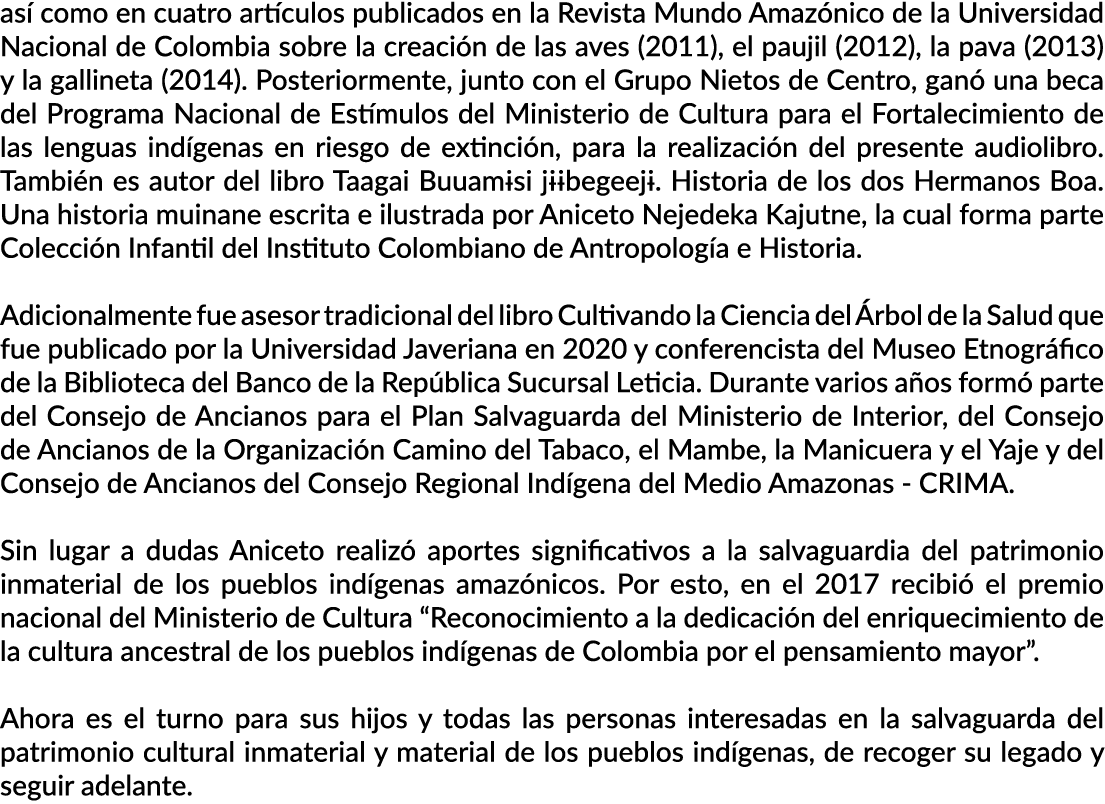 así como en cuatro artículos publicados en la Revista Mundo Amazónico de la Universidad
Nacional de Colombia sobre la creación de las aves (2011), el paujil (2012), la pava (2013)
y la gallineta (2014). Posteriormente, junto con el Grupo Nietos de Centro, ganó una beca
del Programa Nacional de Estímulos del Ministerio de Cultura para el Fortalecimiento de
las lenguas indígenas en riesgo de extinción, para la realización del presente audiolibro.
También es autor del libro Taagai Buuamɨsi jɨɨbegeejɨ. Historia de los dos Hermanos Boa.
Una historia muinane escrita e ilustrada por Aniceto Nejedeka Kajutne, la cual forma parte
Colección Infantil del Instituto Colombiano de Antropología e Historia.
Adicionalmente fue asesor tradicional del libro Cultivando la Ciencia del Árbol de la Salud que
fue publicado por la Universidad Javeriana en 2020 y conferencista del Museo Etnográfico
de la Biblioteca del Banco de la República Sucursal Leticia. Durante varios años formó parte
del Consejo de Ancianos para el Plan Salvaguarda del Ministerio de Interior, del Consejo
de Ancianos de la Organización Camino del Tabaco, el Mambe, la Manicuera y el Yaje y del
Consejo de Ancianos del Consejo Regional Indígena del Medio Amazonas - CRIMA.
Sin lugar a dudas Aniceto realizó aportes significativos a la salvaguardia del patrimonio
inmaterial de los pueblos indígenas amazónicos. Por esto, en el 2017 recibió el premio
nacional del Ministerio de Cultura “Reconocimiento a la dedicación del enriquecimiento de
la cultura ancestral de los pueblos indígenas de Colombia por el pensamiento mayor”.
Ahora es el turno para sus hijos y todas las personas interesadas en la salvaguarda del
patrimonio cultural inmaterial y material de los pueblos indígenas, de recoger su legado y
seguir adelante.